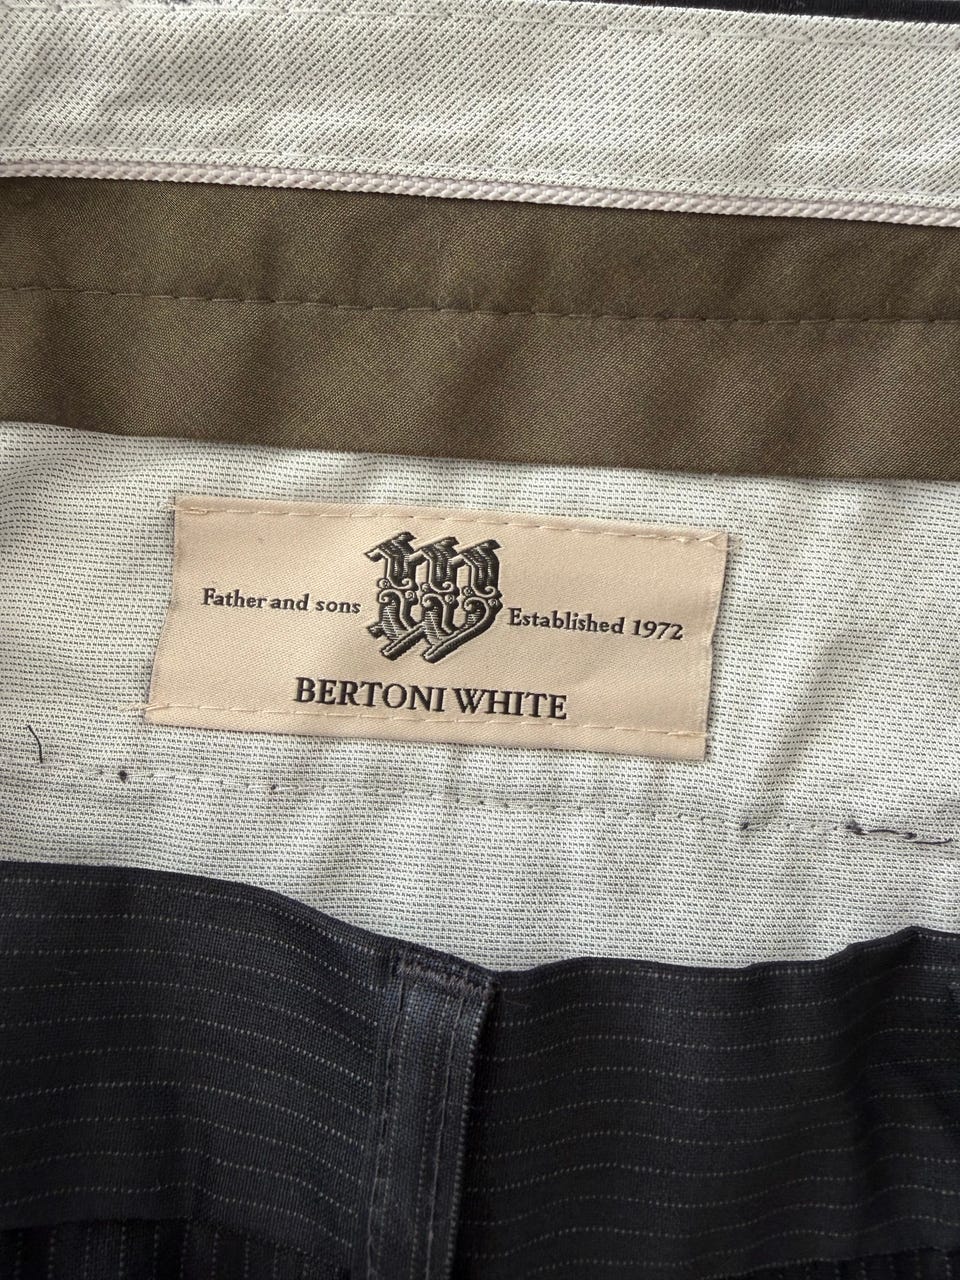 Father and sons
W
Established 1972
BERTONI WHITE